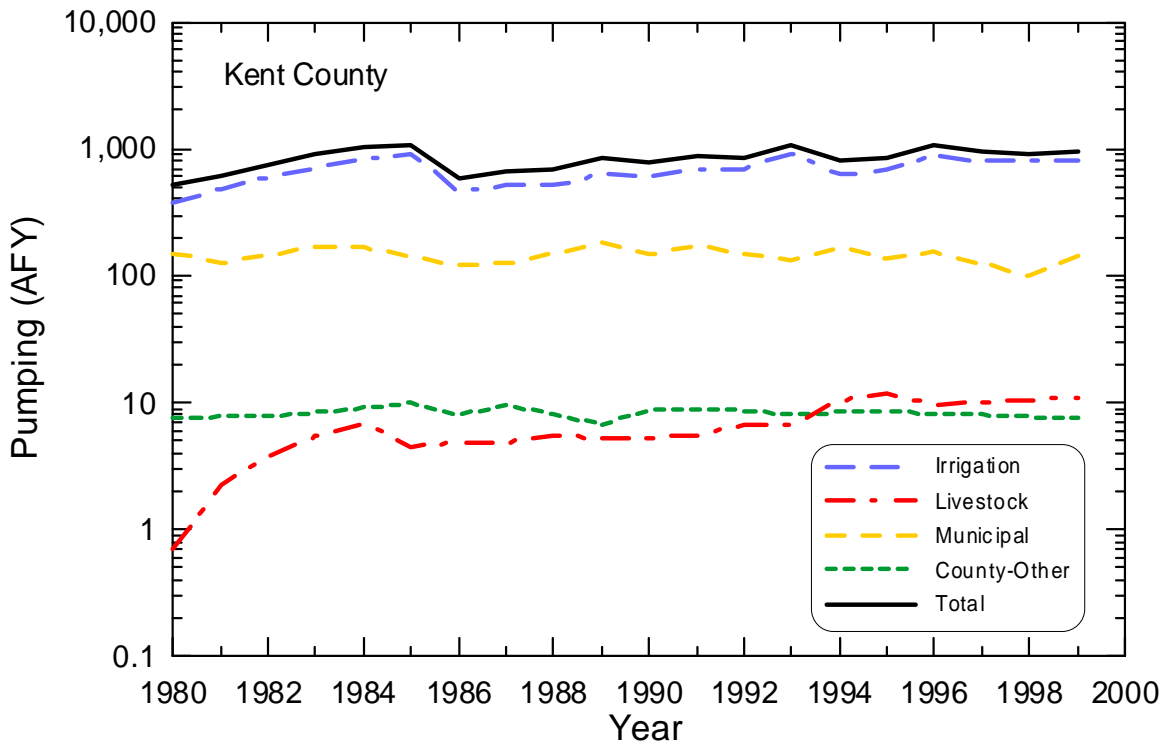 10,000
Kent County
1,000
100
10
1
0.1
Pumping (AFY)
Irrigation
Livestock
Municipal
County-Other
Total
1980 1982 1984 1986 1988 1990 1992 1994 1996 1998 2000
Year